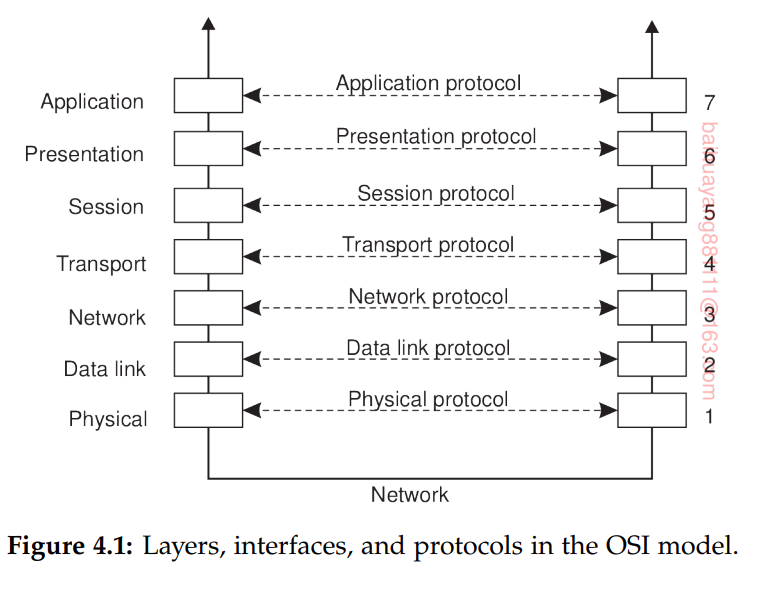 Application
Application protocol
7
Presentation
Presentation protocol
6
Session
Session protocol
5
Transport
Transport protocol
4
Network
Network protocol
3
Data link
Data link protocol
2
Physical
Physical protocol
1
Network
Figure 4.1: Layers, interfaces, and protocols in the OSI model.